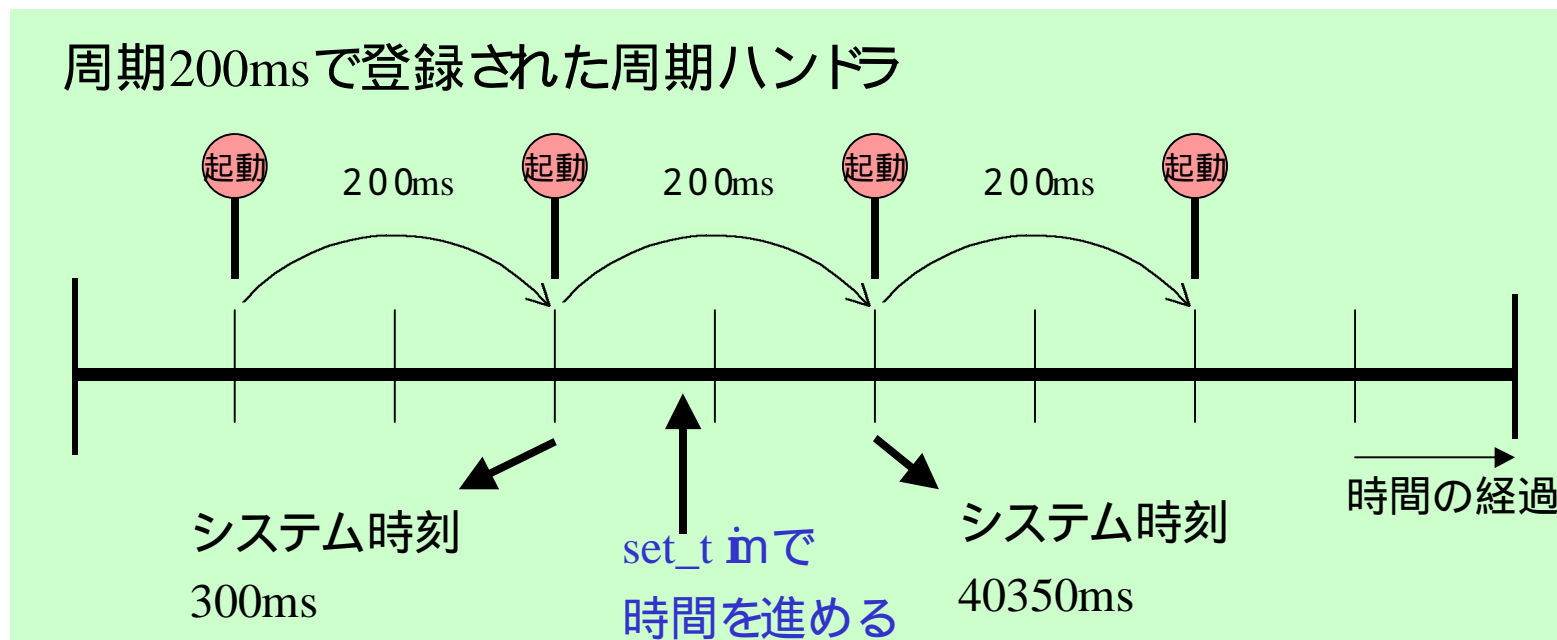 周期200msで登録された周期ハンドラ
起動
200ms
起動
200ms
起動
200ms
起動
システム時刻
300ms
set_timで
時間を進める
システム時刻
40350ms
時間の経過